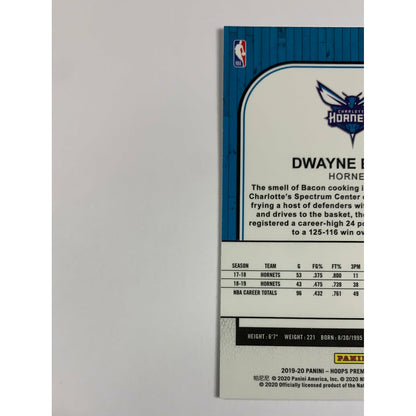 NBA
CHARLOTTE
HORNETS
DWAYNE
HORNE
The smell of Bacon cooking i
Charlotte's Spectrum Center
frying a host of defenders wi
and drives to the basket, the
registered a career-high 24 po
to a 125-116 win ov
SEASON TEAM G FG% FT% 3PM
17-18 HORNETS 53 .375 .800 11
18-19 HORNETS 43 .475 .739 38
NBA CAREER TOTALS 96 .432 .761 49
HEIGHT: 6'7" WEIGHT: 221 BORN: 8/30/1995
PANINI
2019-20 PANINI – HOOPS PREM
帕尼尼 © 2020 Panini America, Inc. © 2020 N
© 2020 Officially licensed product of the Nat